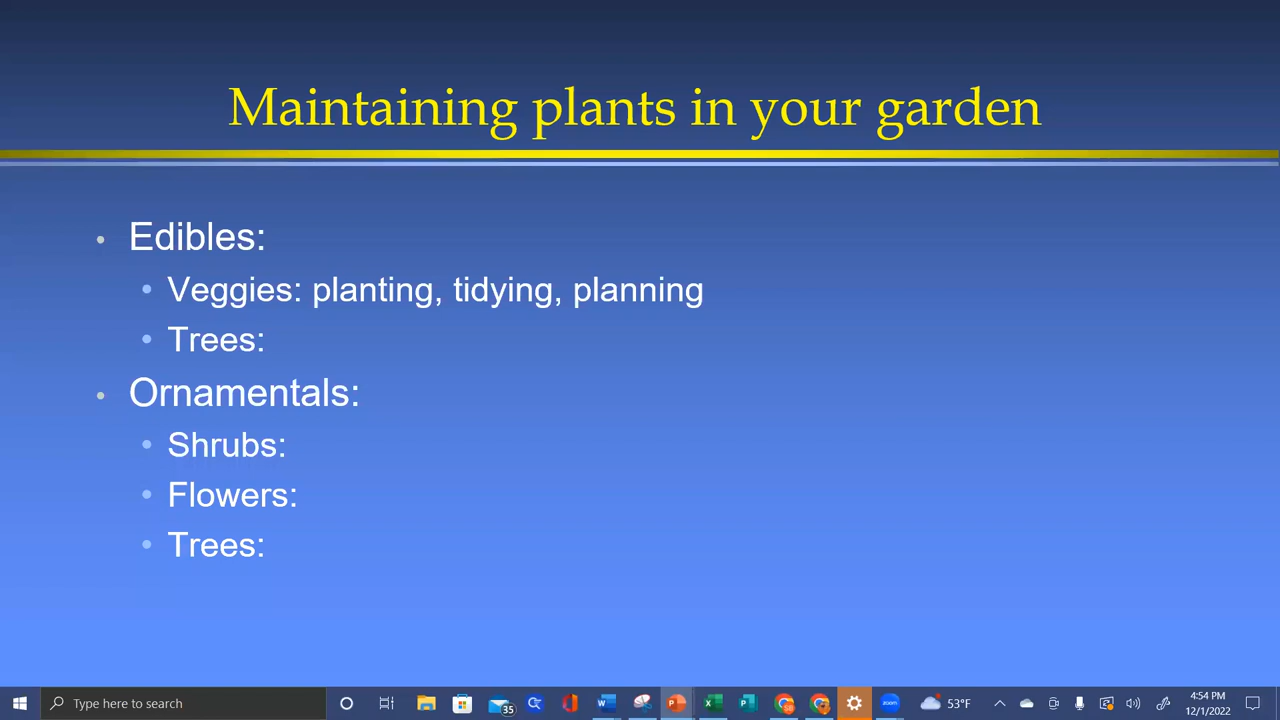 Maintaining plants in your garden
• Edibles:
• Veggies: planting, tidying, planning
• Trees:
• Ornamentals:
• Shrubs:
• Flowers:
• Trees:
Type here to search
35
zoom
53°F
4:54 PM
12/1/2022